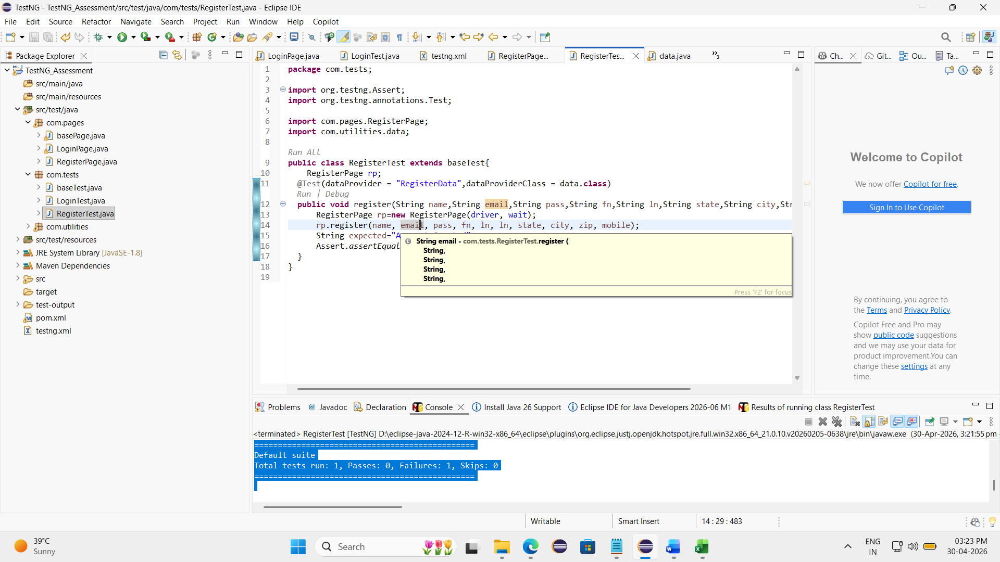 TestNG - TestNG_Assessment/src/test/java/com/tests/RegisterTest.java - Eclipse IDE
File Edit Source Refactor Navigate Search Project Run Window Help Copilot
Package Explorer
TestNG_Assessment
src/main/java
src/main/resources
src/test/java
com.pages
basePage.java
LoginPage.java
RegisterPage.java
com.tests
baseTest.java
LoginTest.java
RegisterTest.java
com.utilities
src/test/resources
JRE System Library [JavaSE-1.8]
Maven Dependencies
src
target
test-output
pom.xml
testng.xml
LoginPage.java LoginTest.java testng.xml RegisterPage... RegisterTes... data.java »3
1 package com.tests;
2
3 import org.testng.Assert;
4 import org.testng.annotations.Test;
5
6 import com.pages.RegisterPage;
7 import com.utilities.data;
8
Run All
9 public class RegisterTest extends baseTest{
10 RegisterPage rp;
11 @Test(dataProvider = "RegisterData",dataProviderClass = data.class)
Run | Debug
12 public void register(String name,String email,String pass,String fn,String ln,String state,String city,Str
13 RegisterPage rp=new RegisterPage(driver, wait);
14 rp.register(name, email, pass, fn, ln, ln, state, city, zip, mobile);
15 String expected="A
16 Assert.assertEqual
17 }
18 }
19
String email - com.tests.RegisterTest.register (
String,
String,
String,
String,
Press 'F2' for focus
Ch... Git... Ou... Ta...
Welcome to Copilot
We now offer Copilot for free.
Sign In to Use Copilot
By continuing, you agree to
the Terms and Privacy Policy.
Copilot Free and Pro may
show public code suggestions
and we may use your data for
product improvement.You can
change these settings at any
time.
Problems @ Javadoc Declaration Console Install Java 26 Support Eclipse IDE for Java Developers 2026-06 M1 Results of running class RegisterTest
<terminated> RegisterTest [TestNG] D:\eclipse-java-2024-12-R-win32-x86_64\eclipse\plugins\org.eclipse.justj.openjdk.hotspot.jre.full.win32.x86_64_21.0.10.v20260205-0638\jre\bin\javaw.exe (30-Apr-2026, 3:21:55 pm -
===============================================
Default suite
Total tests run: 1, Passes: 0, Failures: 1, Skips: 0
===============================================
Writable Smart Insert 14 : 29 : 483
39°C
Sunny
Search
ENG
IN
03:23 PM
30-04-2026